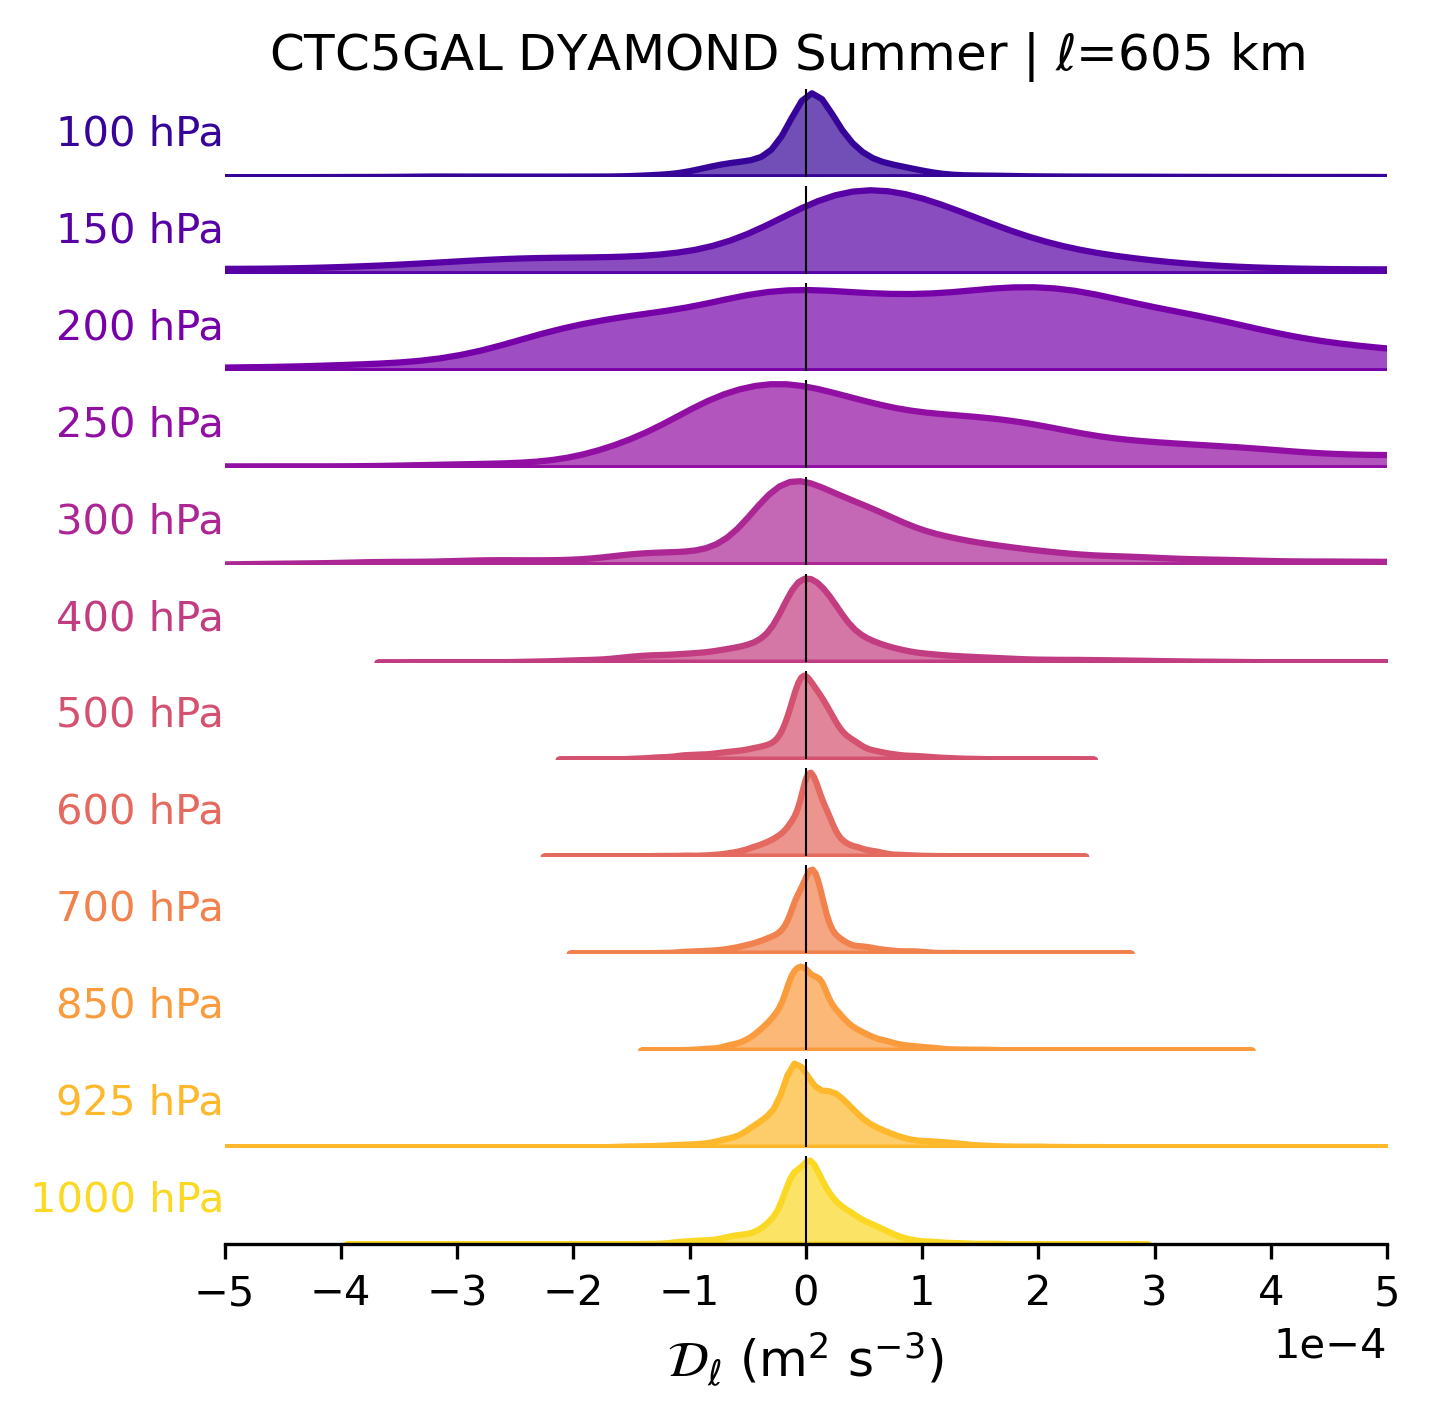 CTC5GAL DYAMOND Summer | ℓ=605 km
100 hPa
150 hPa
200 hPa
250 hPa
300 hPa
400 hPa
500 hPa
600 hPa
700 hPa
850 hPa
925 hPa
1000 hPa
−5 −4 −3 −2 −1 0 1 2 3 4 5
1e−4
𝒟ℓ (m² s⁻³)